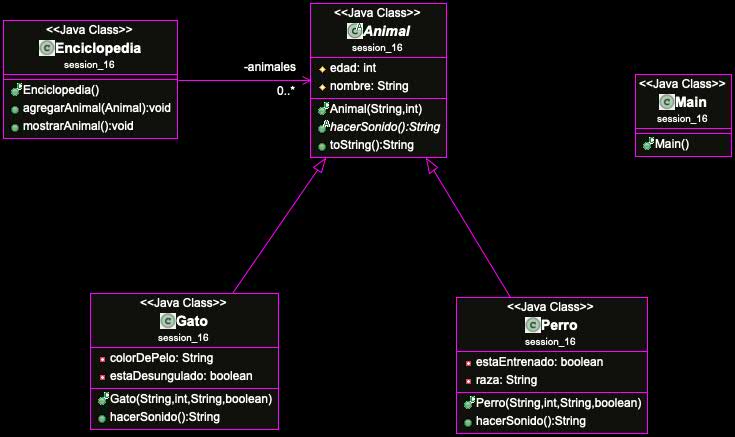 <<Java Class>>
Enciclopedia
session_16
Enciclopedia()
agregarAnimal(Animal):void
mostrarAnimal():void
-animales
0..*
<<Java Class>>
Animal
session_16
edad: int
nombre: String
Animal(String,int)
hacerSonido():String
toString():String
<<Java Class>>
Main
session_16
Main()
<<Java Class>>
Gato
session_16
colorDePelo: String
estaDesungulado: boolean
Gato(String,int,String,boolean)
hacerSonido():String
<<Java Class>>
Perro
session_16
estaEntrenado: boolean
raza: String
Perro(String,int,String,boolean)
hacerSonido():String